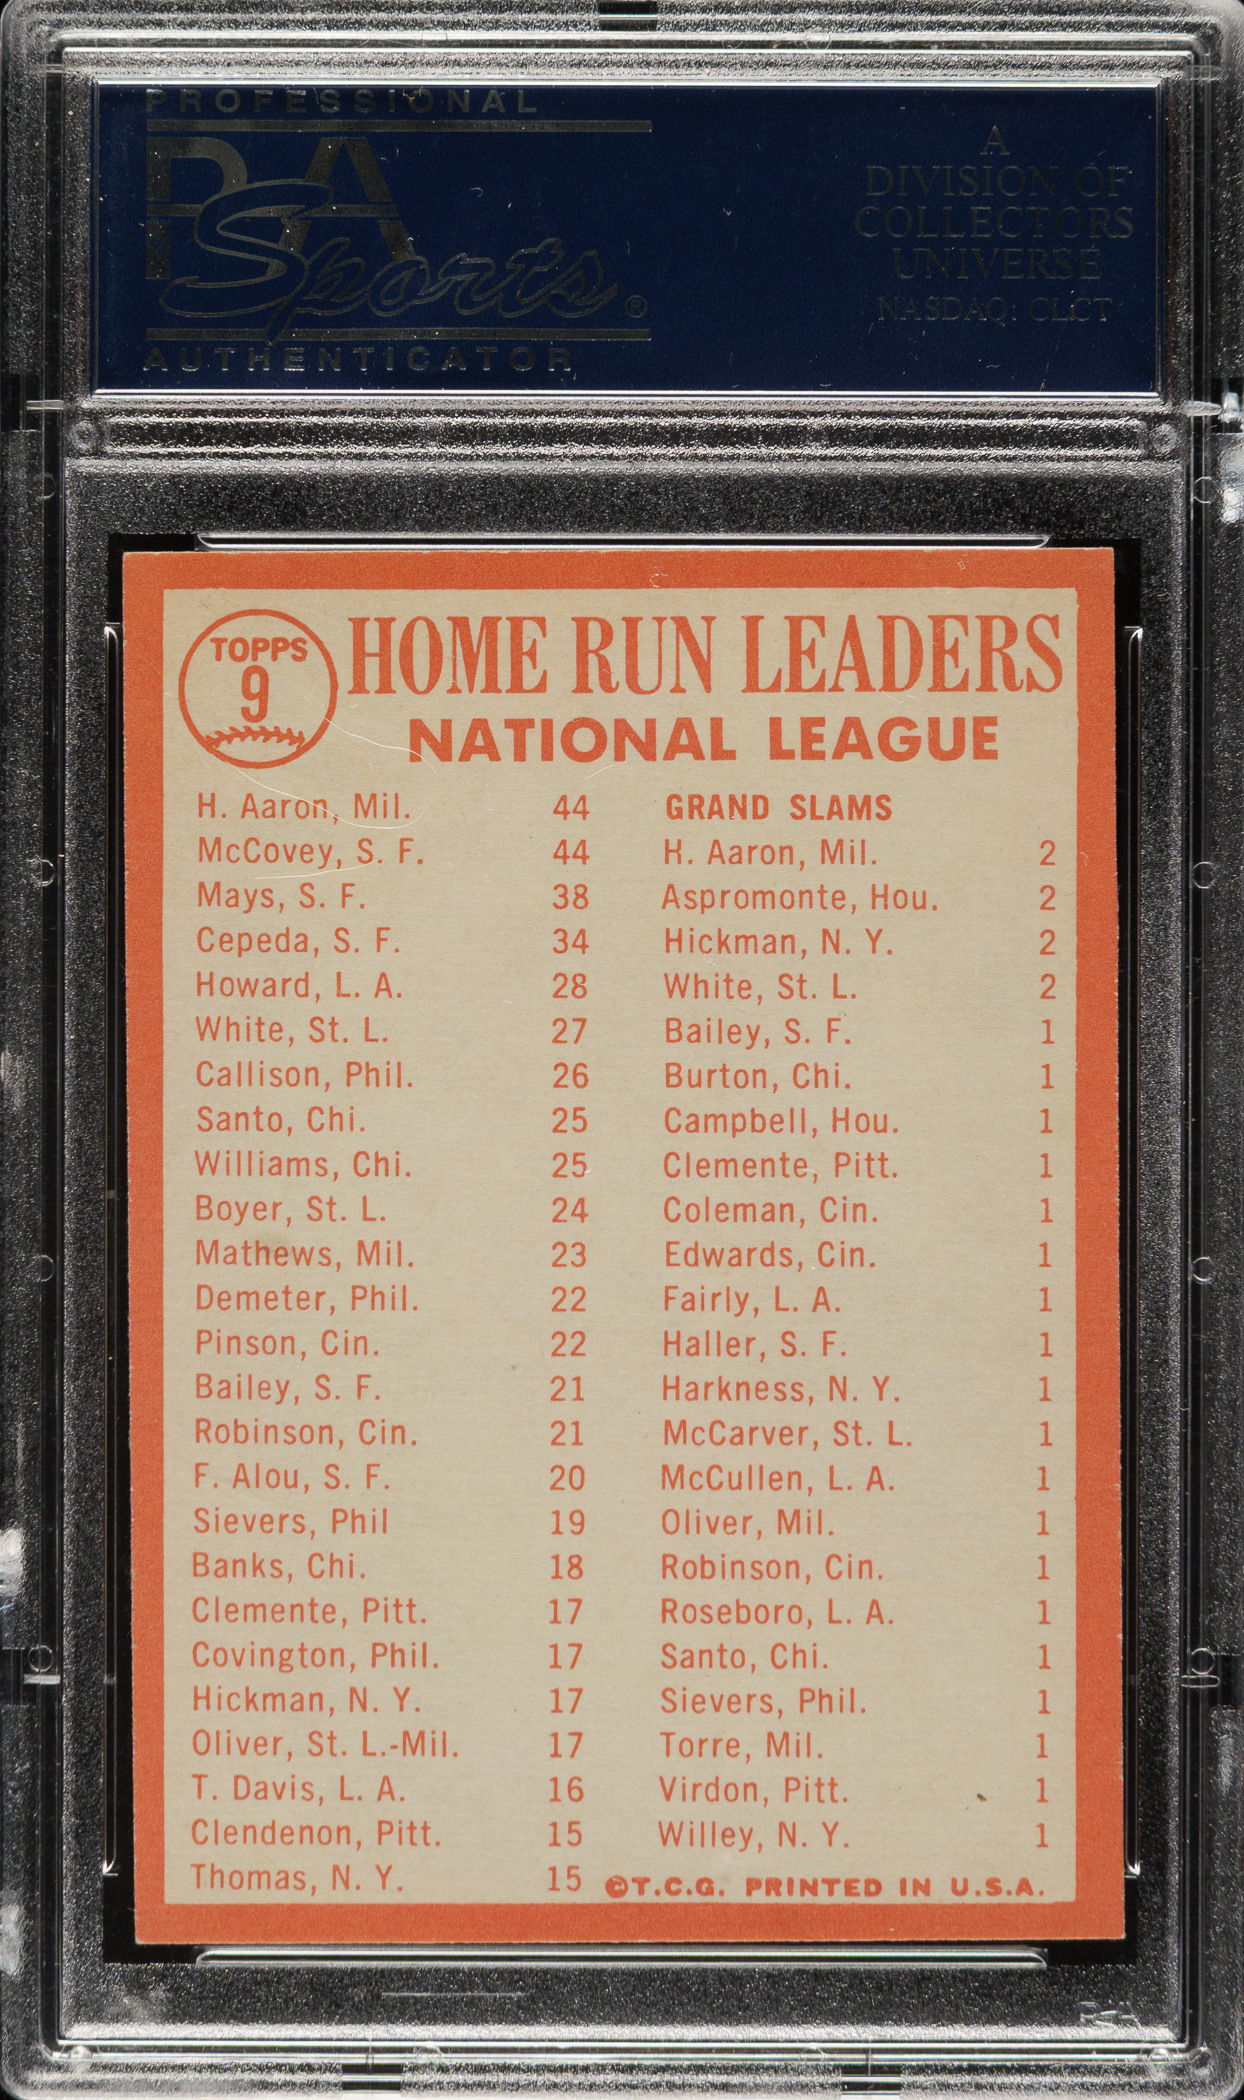 PROFESSIONAL
PSA
Sports®
AUTHENTICATOR
A
DIVISION OF
COLLECTORS
UNIVERSE
NASDAQ: CLCT
TOPPS
9
HOME RUN LEADERS
NATIONAL LEAGUE
H. Aaron, Mil. 44
McCovey, S. F. 44
Mays, S. F. 38
Cepeda, S. F. 34
Howard, L. A. 28
White, St. L. 27
Callison, Phil. 26
Santo, Chi. 25
Williams, Chi. 25
Boyer, St. L. 24
Mathews, Mil. 23
Demeter, Phil. 22
Pinson, Cin. 22
Bailey, S. F. 21
Robinson, Cin. 21
F. Alou, S. F. 20
Sievers, Phil 19
Banks, Chi. 18
Clemente, Pitt. 17
Covington, Phil. 17
Hickman, N. Y. 17
Oliver, St. L.-Mil. 17
T. Davis, L. A. 16
Clendenon, Pitt. 15
Thomas, N. Y. 15
GRAND SLAMS
H. Aaron, Mil. 2
Aspromonte, Hou. 2
Hickman, N. Y. 2
White, St. L. 2
Bailey, S. F. 1
Burton, Chi. 1
Campbell, Hou. 1
Clemente, Pitt. 1
Coleman, Cin. 1
Edwards, Cin. 1
Fairly, L. A. 1
Haller, S. F. 1
Harkness, N. Y. 1
McCarver, St. L. 1
McCullen, L. A. 1
Oliver, Mil. 1
Robinson, Cin. 1
Roseboro, L. A. 1
Santo, Chi. 1
Sievers, Phil. 1
Torre, Mil. 1
Virdon, Pitt. 1
Willey, N. Y. 1
©T.C.G. PRINTED IN U.S.A.
PSA